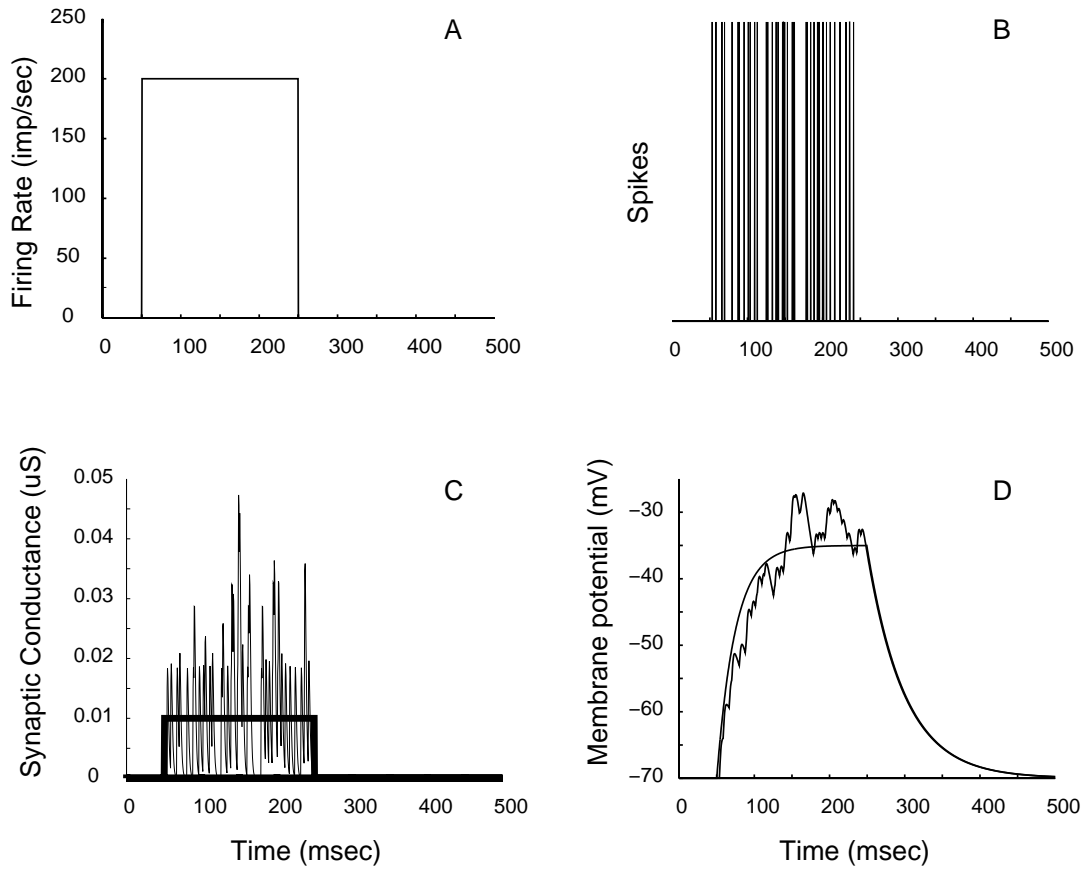 A
Firing Rate (imp/sec)
250
200
150
100
50
0
0 100 200 300 400 500
B
Spikes
0 100 200 300 400 500
C
Synaptic Conductance (uS)
0.05
0.04
0.03
0.02
0.01
0
0 100 200 300 400 500
Time (msec)
D
Membrane potential (mV)
−30
−40
−50
−60
−70
0 100 200 300 400 500
Time (msec)